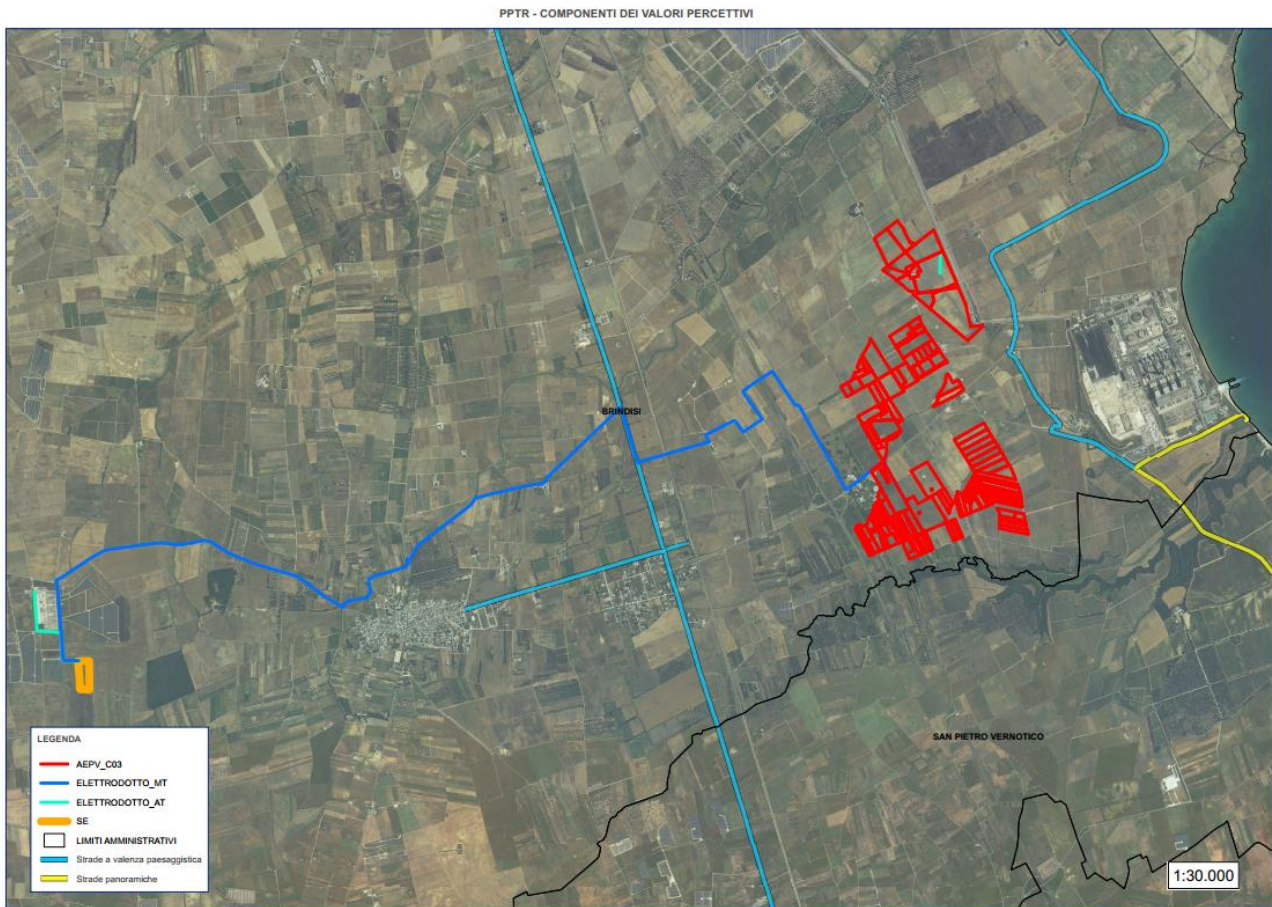 PPTR - COMPONENTI DEI VALORI PERCETTIVI
BRINDISI
SAN PIETRO VERNOTICO
LEGENDA
AEPV_C03
ELETTRODOTTO_MT
ELETTRODOTTO_AT
SE
LIMITI AMMINISTRATIVI
Strade a valenza paesaggistica
Strade panoramiche
1:30.000